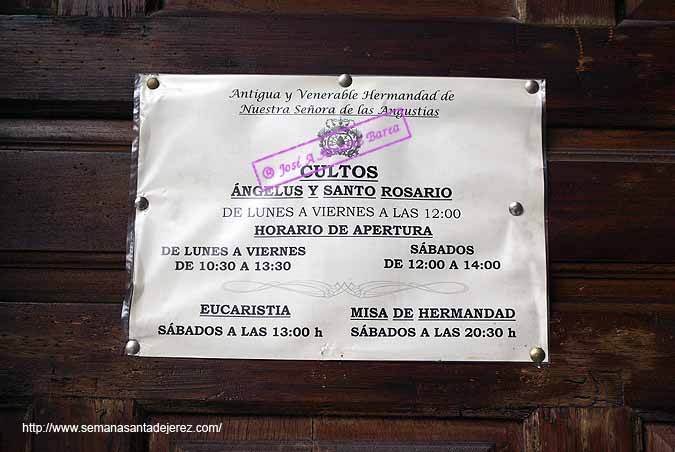 Antigua y Venerable Hermandad de
Nuestra Señora de las Angustias
© José A Barea
CULTOS
ÁNGELUS Y SANTO ROSARIO
DE LUNES A VIERNES A LAS 12:00
HORARIO DE APERTURA
DE LUNES A VIERNES
DE 10:30 A 13:30
SÁBADOS
DE 12:00 A 14:00
EUCARISTIA
SÁBADOS A LAS 13:00 h
MISA DE HERMANDAD
SÁBADOS A LAS 20:30 h
http://www.semanasantadejerez.com/